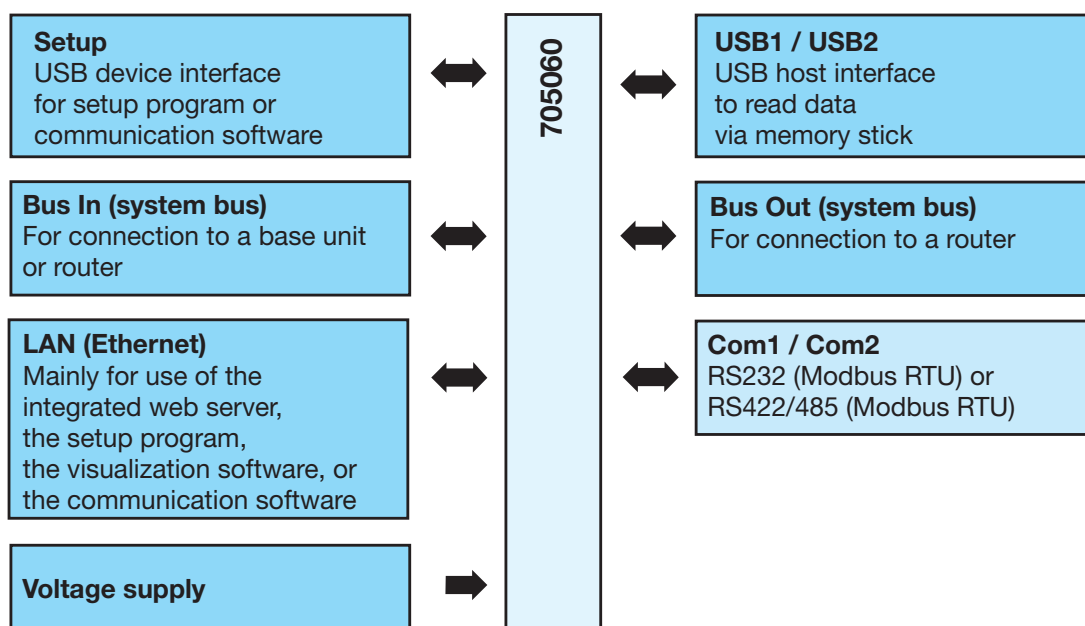 Setup
USB device interface
for setup program or
communication software
Bus In (system bus)
For connection to a base unit
or router
LAN (Ethernet)
Mainly for use of the
integrated web server,
the setup program,
the visualization software, or
the communication software
Voltage supply
705060
USB1 / USB2
USB host interface
to read data
via memory stick
Bus Out (system bus)
For connection to a router
Com1 / Com2
RS232 (Modbus RTU) or
RS422/485 (Modbus RTU)